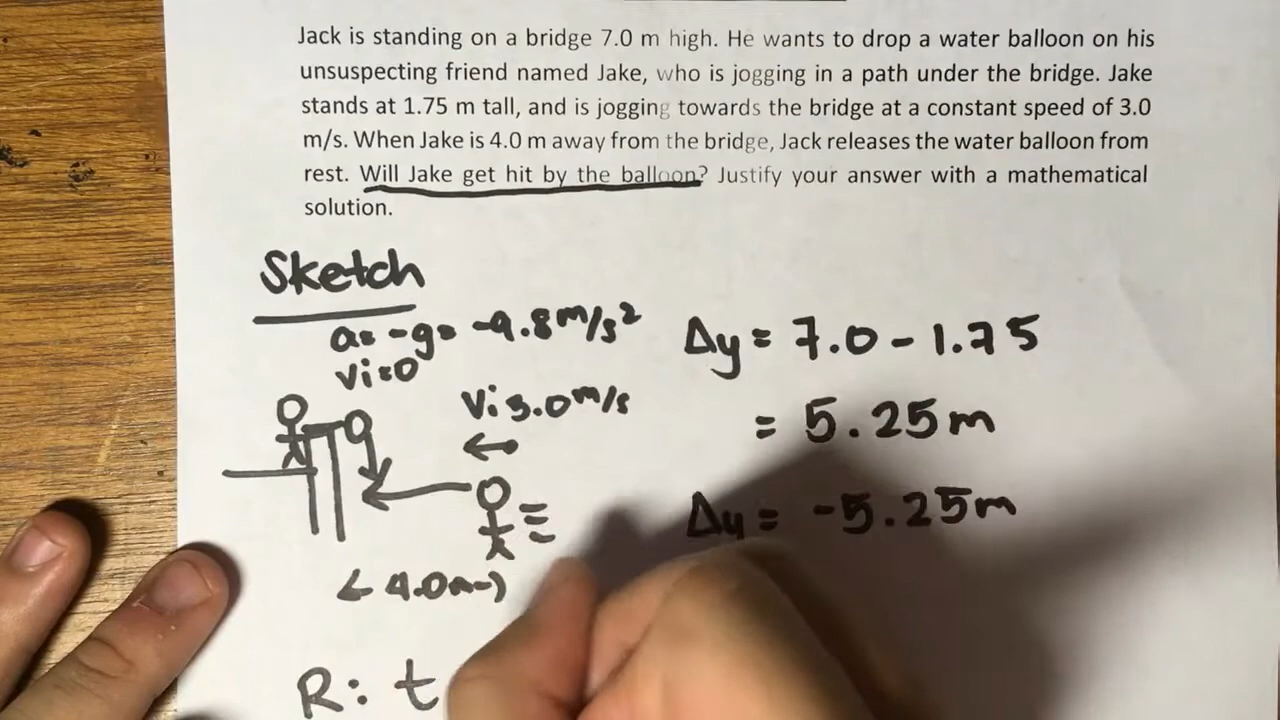 Jack is standing on a bridge 7.0 m high. He wants to drop a water balloon on his
unsuspecting friend named Jake, who is jogging in a path under the bridge. Jake
stands at 1.75 m tall, and is jogging towards the bridge at a constant speed of 3.0
m/s. When Jake is 4.0 m away from the bridge, Jack releases the water balloon from
rest. Will Jake get hit by the balloon? Justify your answer with a mathematical
solution.
Sketch
a = -g = -9.8 m/s²
vi = 0
Vi 3.0 m/s
4.0m
Δy = 7.0 - 1.75
= 5.25m
Δy = -5.25m
R: t